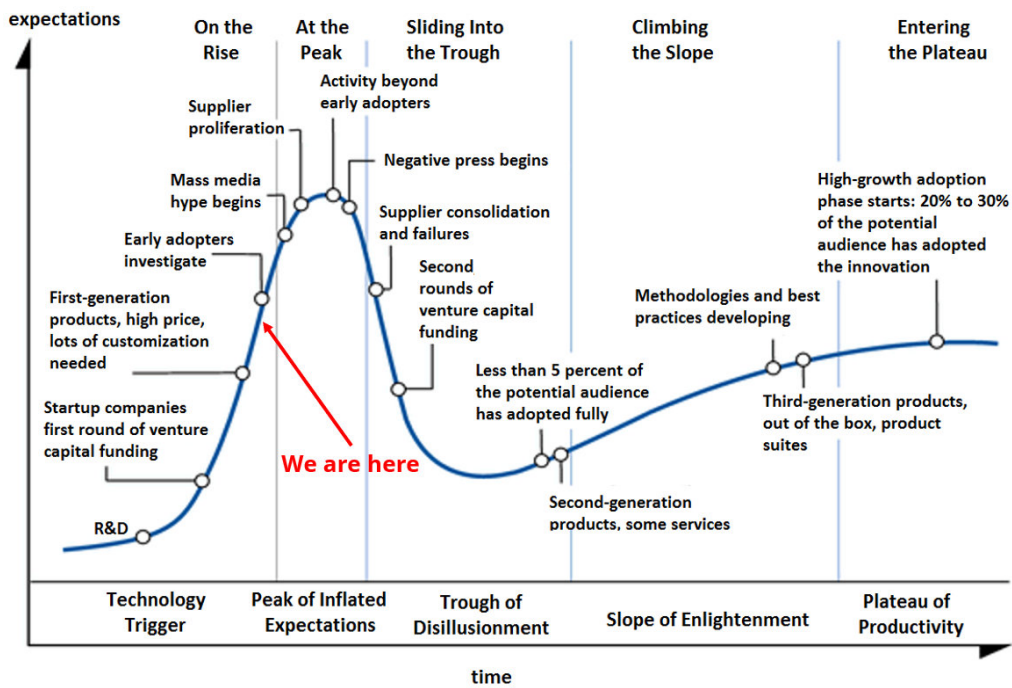 expectations
On the
Rise
At the
Peak
Sliding Into
the Trough
Climbing
the Slope
Entering
the Plateau
Activity beyond
early adopters
Supplier
proliferation
Negative press begins
Mass media
hype begins
High-growth adoption
phase starts: 20% to 30%
of the potential
audience has adopted
the innovation
Supplier consolidation
and failures
Early adopters
investigate
Second
rounds of
venture capital
funding
First-generation
products, high price,
lots of customization
needed
Methodologies and best
practices developing
Less than 5 percent of
the potential audience
has adopted fully
Startup companies
first round of venture
capital funding
Third-generation products,
out of the box, product
suites
We are here
Second-generation
products, some services
R&D
Technology
Trigger
Peak of Inflated
Expectations
Trough of
Disillusionment
Slope of Enlightenment
Plateau of
Productivity
time